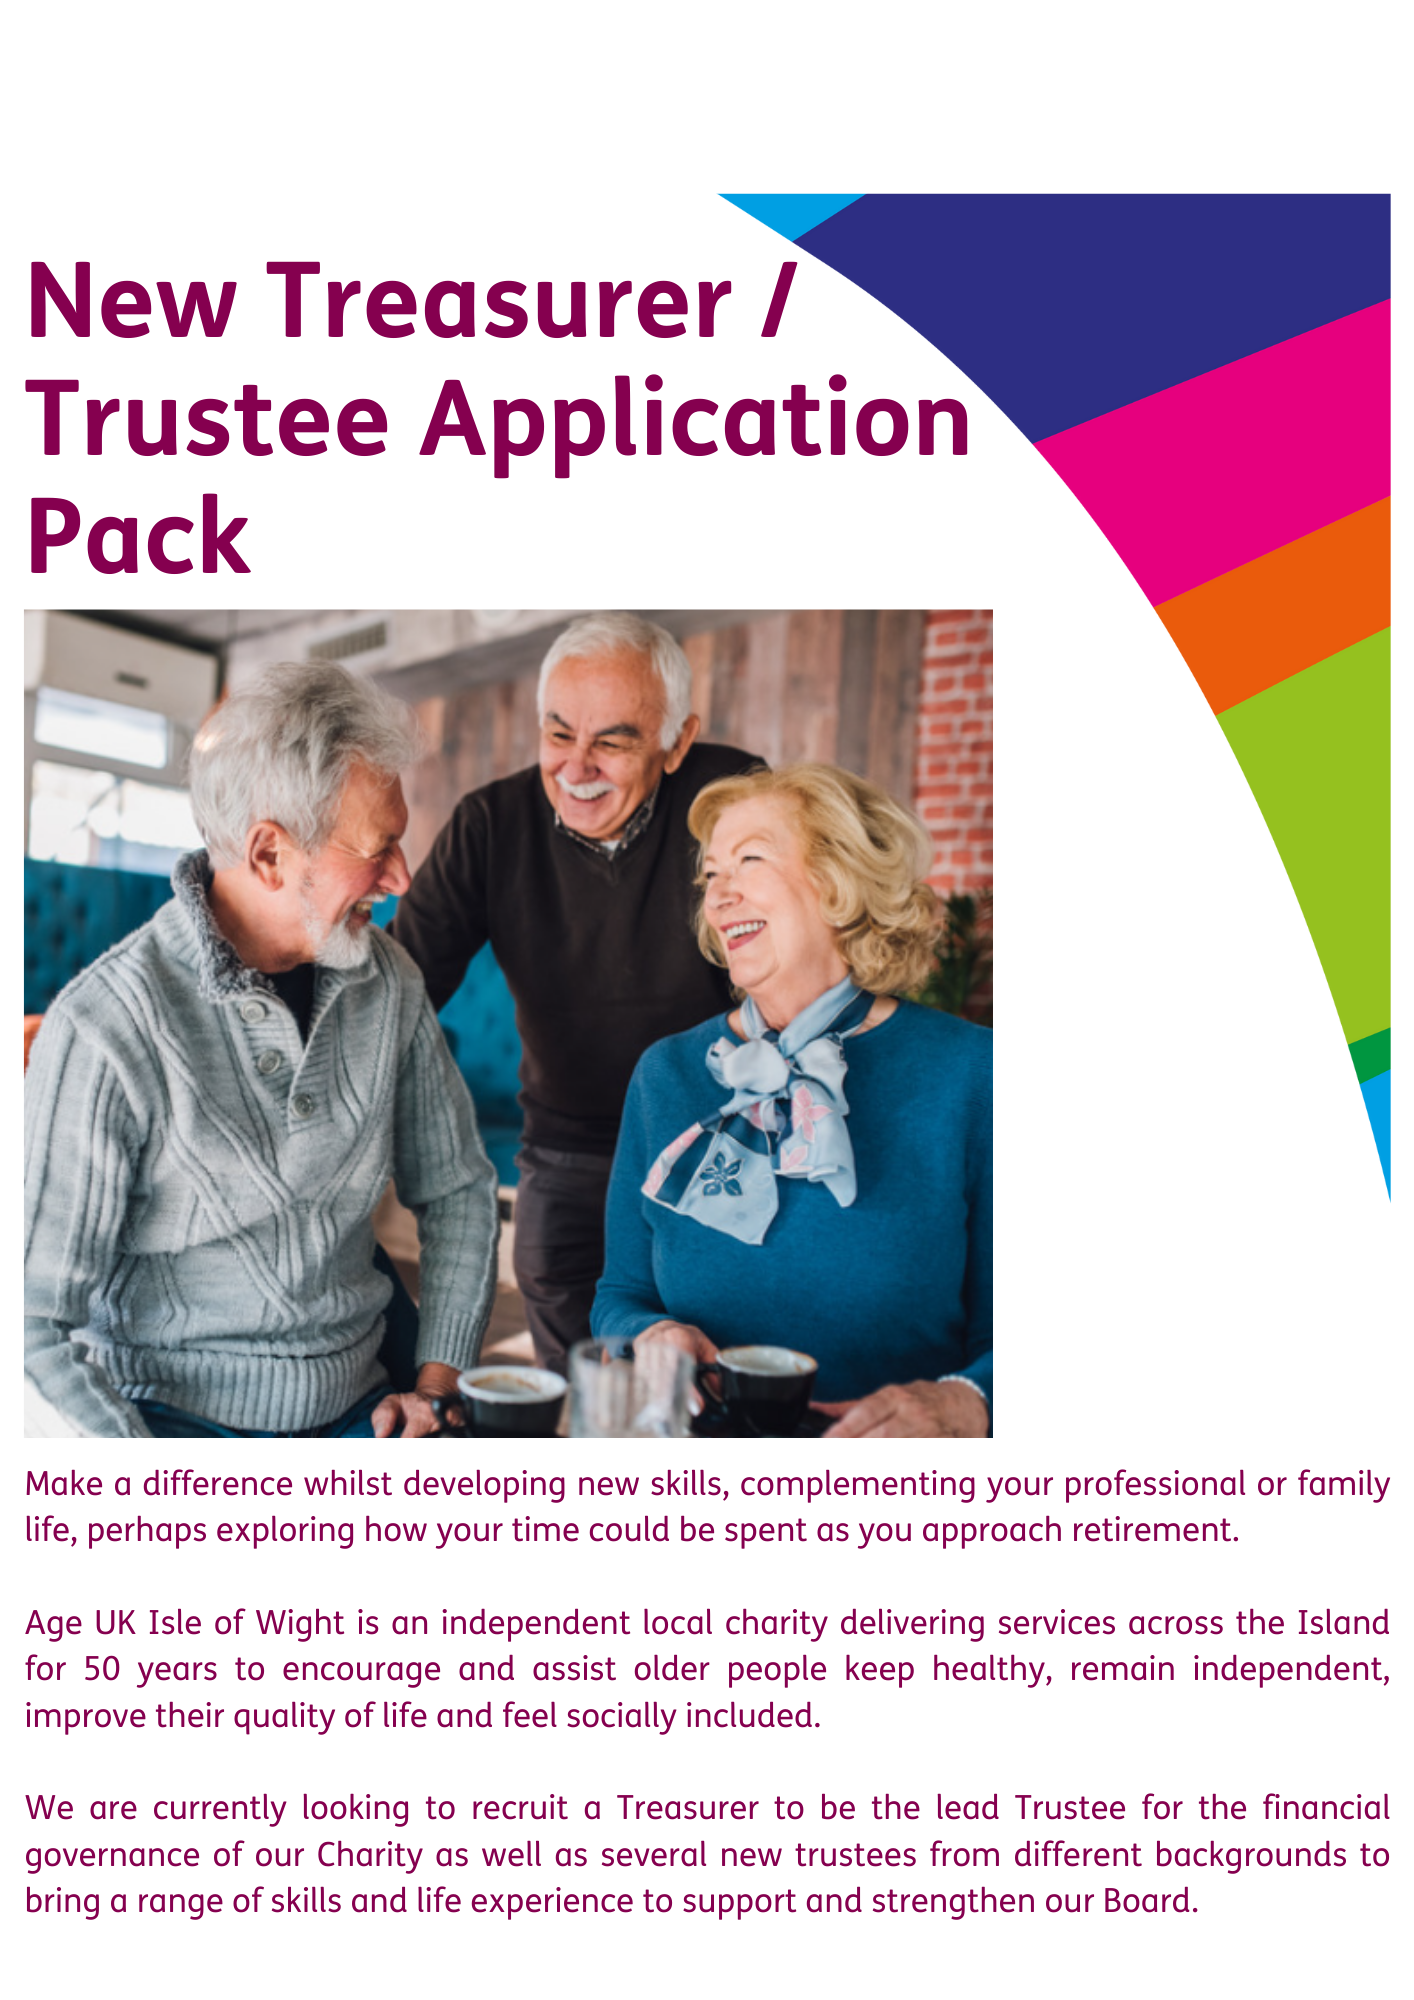 New Treasurer /
Trustee Application
Pack
Make a difference whilst developing new skills, complementing your professional or family
life, perhaps exploring how your time could be spent as you approach retirement.
Age UK Isle of Wight is an independent local charity delivering services across the Island
for 50 years to encourage and assist older people keep healthy, remain independent,
improve their quality of life and feel socially included.
We are currently looking to recruit a Treasurer to be the lead Trustee for the financial
governance of our Charity as well as several new trustees from different backgrounds to
bring a range of skills and life experience to support and strengthen our Board.